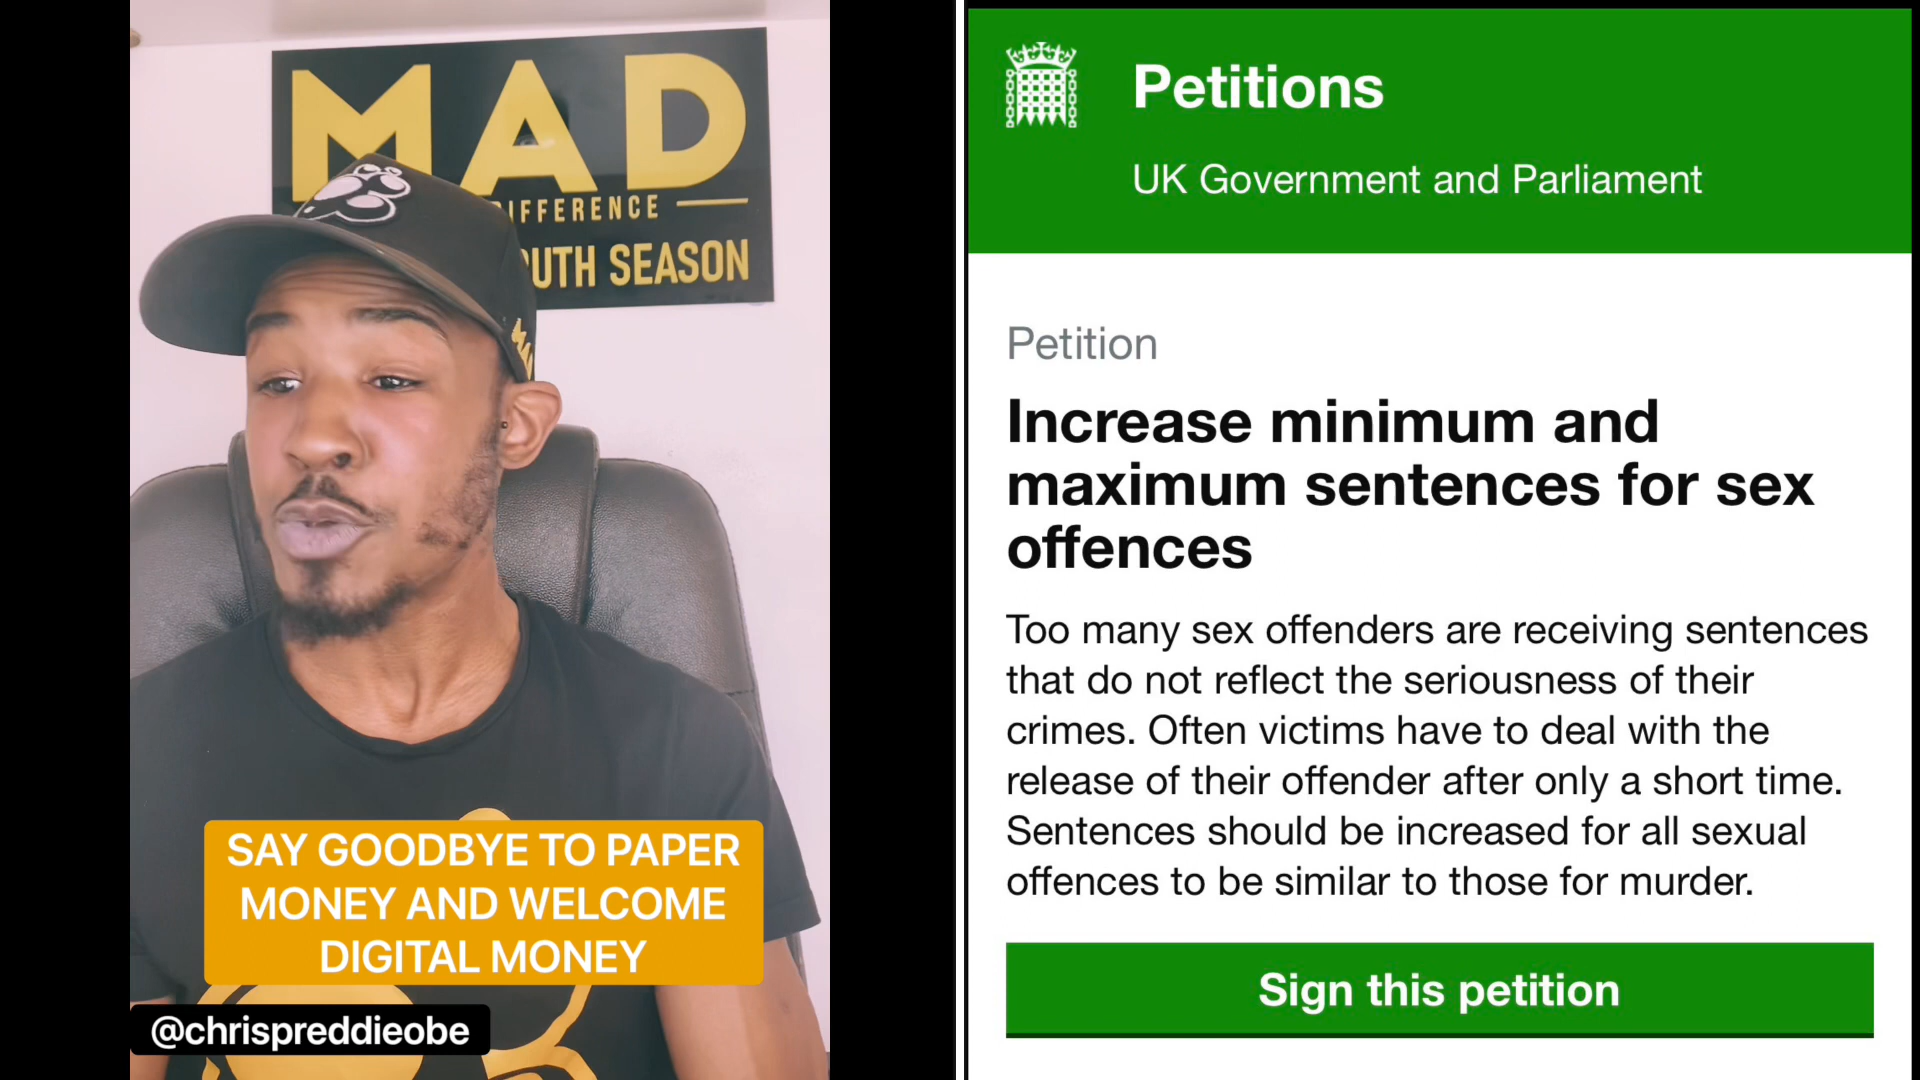 MAD
DIFFERENCE
SEASON
SAY GOODBYE TO PAPER
MONEY AND WELCOME
DIGITAL MONEY
@chrispreddieobe
Petitions
UK Government and Parliament
Petition
Increase minimum and
maximum sentences for sex
offences
Too many sex offenders are receiving sentences
that do not reflect the seriousness of their
crimes. Often victims have to deal with the
release of their offender after only a short time.
Sentences should be increased for all sexual
offences to be similar to those for murder.
Sign this petition